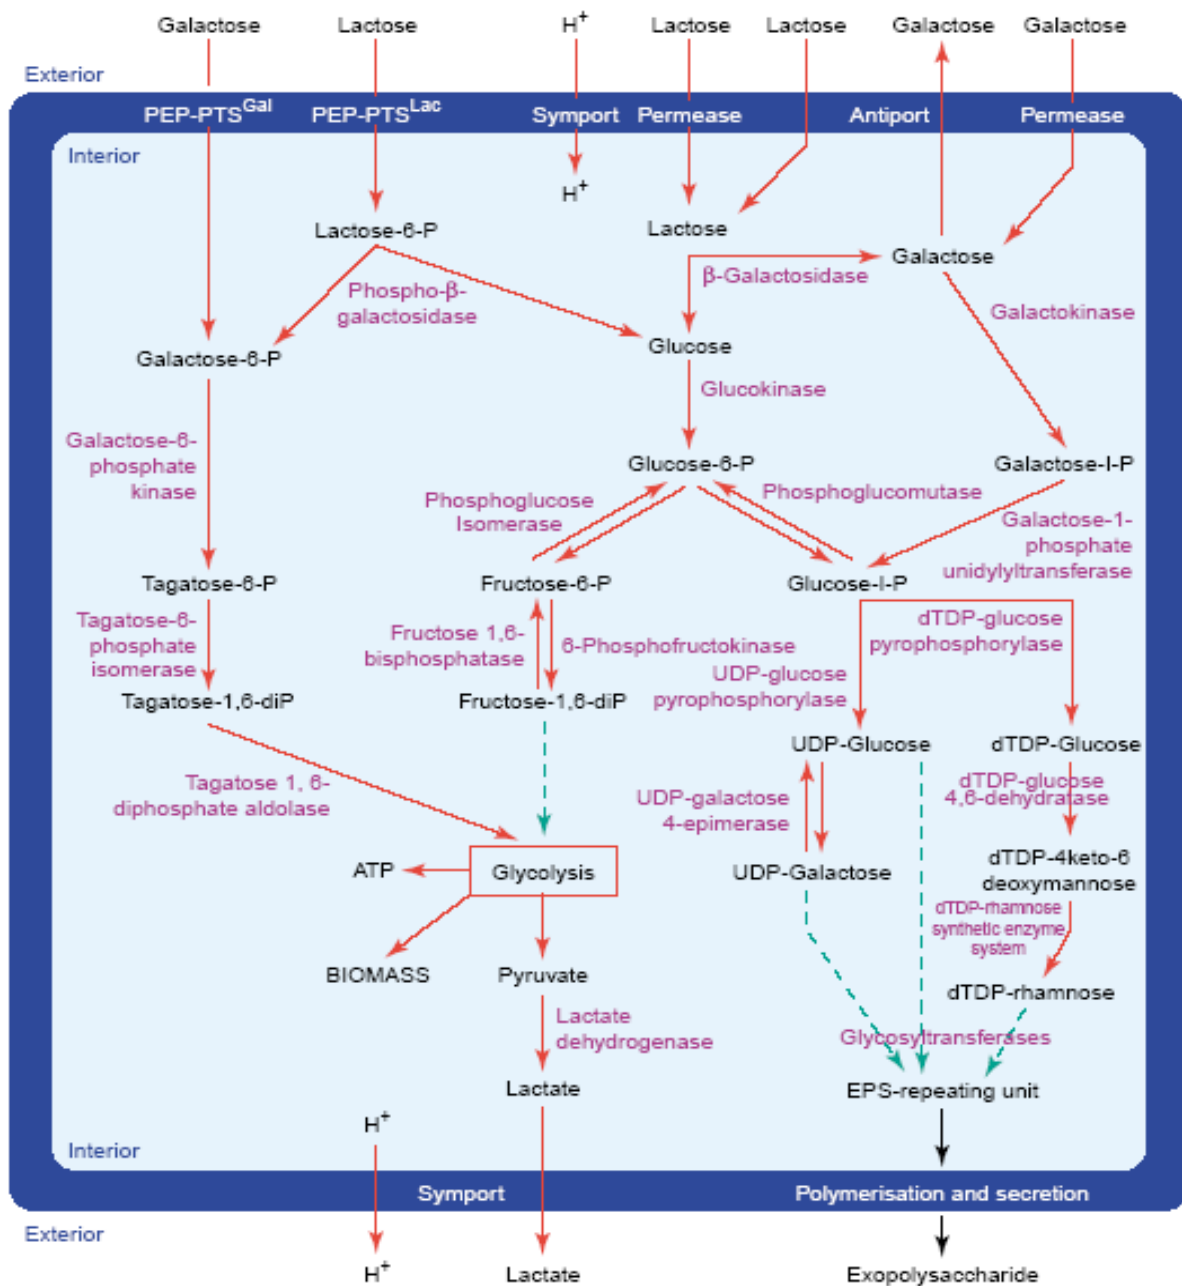 Galactose Lactose H+ Lactose Lactose Galactose Galactose
Exterior
PEP-PTSGal PEP-PTSLac Symport Permease Antiport Permease
Interior
H+
Lactose-6-P Lactose
Galactose
β-Galactosidase
Phospho-β-
galactosidase
Galactokinase
Galactose-6-P Glucose
Glucokinase
Galactose-6-
phosphate
kinase
Glucose-6-P Galactose-I-P
Phosphoglucose
Isomerase
Phosphoglucomutase
Galactose-1-
phosphate
unidylyltransferase
Tagatose-6-P Fructose-6-P Glucose-I-P
Tagatose-6-
phosphate
isomerase
Fructose 1,6-
bisphosphatase
6-Phosphofructokinase
dTDP-glucose
pyrophosphorylase
UDP-glucose
pyrophosphorylase
Tagatose-1,6-diP Fructose-1,6-diP
UDP-Glucose dTDP-Glucose
Tagatose 1, 6-
diphosphate aldolase
UDP-galactose
4-epimerase
dTDP-glucose
4,6-dehydratase
ATP Glycolysis UDP-Galactose
dTDP-4keto-6
deoxymannose
dTDP-rhamnose
synthetic enzyme
system
BIOMASS Pyruvate
dTDP-rhamnose
Lactate
dehydrogenase
Glycosyltransferases
Lactate EPS-repeating unit
H+
Interior
Symport Polymerisation and secretion
Exterior
H+ Lactate Exopolysaccharide